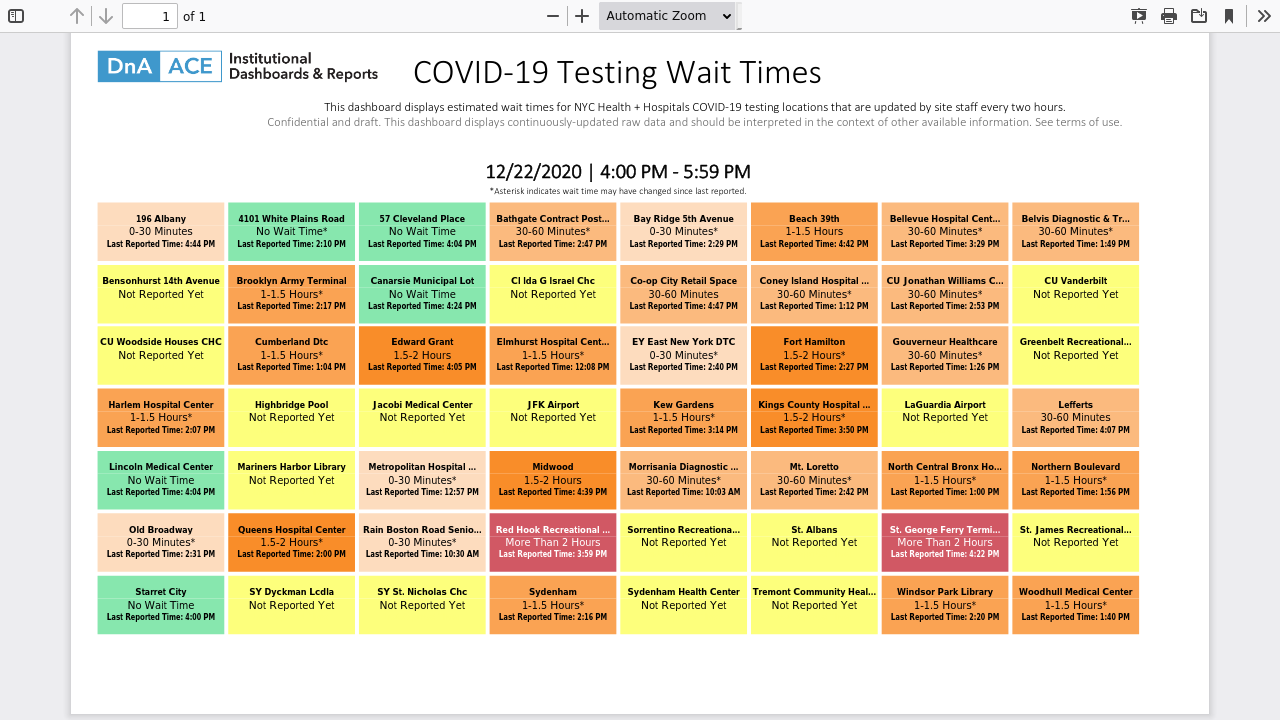 1 of 1 Automatic Zoom
DnA ACE Institutional
Dashboards & Reports
COVID-19 Testing Wait Times
This dashboard displays estimated wait times for NYC Health + Hospitals COVID-19 testing locations that are updated by site staff every two hours.
Confidential and draft. This dashboard displays continuously-updated raw data and should be interpreted in the context of other available information. See terms of use.
12/22/2020 | 4:00 PM - 5:59 PM
*Asterisk indicates wait time may have changed since last reported.
196 Albany
0-30 Minutes
Last Reported Time: 4:44 PM
4101 White Plains Road
No Wait Time*
Last Reported Time: 2:10 PM
57 Cleveland Place
No Wait Time
Last Reported Time: 4:04 PM
Bathgate Contract Post...
30-60 Minutes*
Last Reported Time: 2:47 PM
Bay Ridge 5th Avenue
0-30 Minutes*
Last Reported Time: 2:29 PM
Beach 39th
1-1.5 Hours
Last Reported Time: 4:42 PM
Bellevue Hospital Cent...
30-60 Minutes*
Last Reported Time: 3:29 PM
Belvis Diagnostic & Tr...
30-60 Minutes*
Last Reported Time: 1:49 PM
Bensonhurst 14th Avenue
Not Reported Yet
Brooklyn Army Terminal
1-1.5 Hours*
Last Reported Time: 2:17 PM
Canarsie Municipal Lot
No Wait Time
Last Reported Time: 4:24 PM
CI Ida G Israel Chc
Not Reported Yet
Co-op City Retail Space
30-60 Minutes
Last Reported Time: 4:47 PM
Coney Island Hospital ...
30-60 Minutes*
Last Reported Time: 1:12 PM
CU Jonathan Williams C...
30-60 Minutes*
Last Reported Time: 2:53 PM
CU Vanderbilt
Not Reported Yet
CU Woodside Houses CHC
Not Reported Yet
Cumberland Dtc
1-1.5 Hours*
Last Reported Time: 1:04 PM
Edward Grant
1.5-2 Hours
Last Reported Time: 4:05 PM
Elmhurst Hospital Cent...
1-1.5 Hours*
Last Reported Time: 12:08 PM
EY East New York DTC
0-30 Minutes*
Last Reported Time: 2:40 PM
Fort Hamilton
1.5-2 Hours*
Last Reported Time: 2:27 PM
Gouverneur Healthcare
30-60 Minutes*
Last Reported Time: 1:26 PM
Greenbelt Recreational...
Not Reported Yet
Harlem Hospital Center
1-1.5 Hours*
Last Reported Time: 2:07 PM
Highbridge Pool
Not Reported Yet
Jacobi Medical Center
Not Reported Yet
JFK Airport
Not Reported Yet
Kew Gardens
1-1.5 Hours*
Last Reported Time: 3:14 PM
Kings County Hospital ...
1.5-2 Hours*
Last Reported Time: 3:50 PM
LaGuardia Airport
Not Reported Yet
Lefferts
30-60 Minutes
Last Reported Time: 4:07 PM
Lincoln Medical Center
No Wait Time
Last Reported Time: 4:04 PM
Mariners Harbor Library
Not Reported Yet
Metropolitan Hospital ...
0-30 Minutes*
Last Reported Time: 12:57 PM
Midwood
1.5-2 Hours
Last Reported Time: 4:39 PM
Morrisania Diagnostic ...
30-60 Minutes*
Last Reported Time: 10:03 AM
Mt. Loretto
30-60 Minutes*
Last Reported Time: 2:42 PM
North Central Bronx Ho...
1-1.5 Hours*
Last Reported Time: 1:00 PM
Northern Boulevard
1-1.5 Hours*
Last Reported Time: 1:56 PM
Old Broadway
0-30 Minutes*
Last Reported Time: 2:31 PM
Queens Hospital Center
1.5-2 Hours*
Last Reported Time: 2:00 PM
Rain Boston Road Senio...
0-30 Minutes*
Last Reported Time: 10:30 AM
Red Hook Recreational ...
More Than 2 Hours
Last Reported Time: 3:59 PM
Sorrentino Recreationa...
Not Reported Yet
St. Albans
Not Reported Yet
St. George Ferry Termi...
More Than 2 Hours
Last Reported Time: 4:22 PM
St. James Recreational...
Not Reported Yet
Starret City
No Wait Time
Last Reported Time: 4:00 PM
SY Dyckman Lcdla
Not Reported Yet
SY St. Nicholas Chc
Not Reported Yet
Sydenham
1-1.5 Hours*
Last Reported Time: 2:16 PM
Sydenham Health Center
Not Reported Yet
Tremont Community Heal...
Not Reported Yet
Windsor Park Library
1-1.5 Hours*
Last Reported Time: 2:20 PM
Woodhull Medical Center
1-1.5 Hours*
Last Reported Time: 1:40 PM